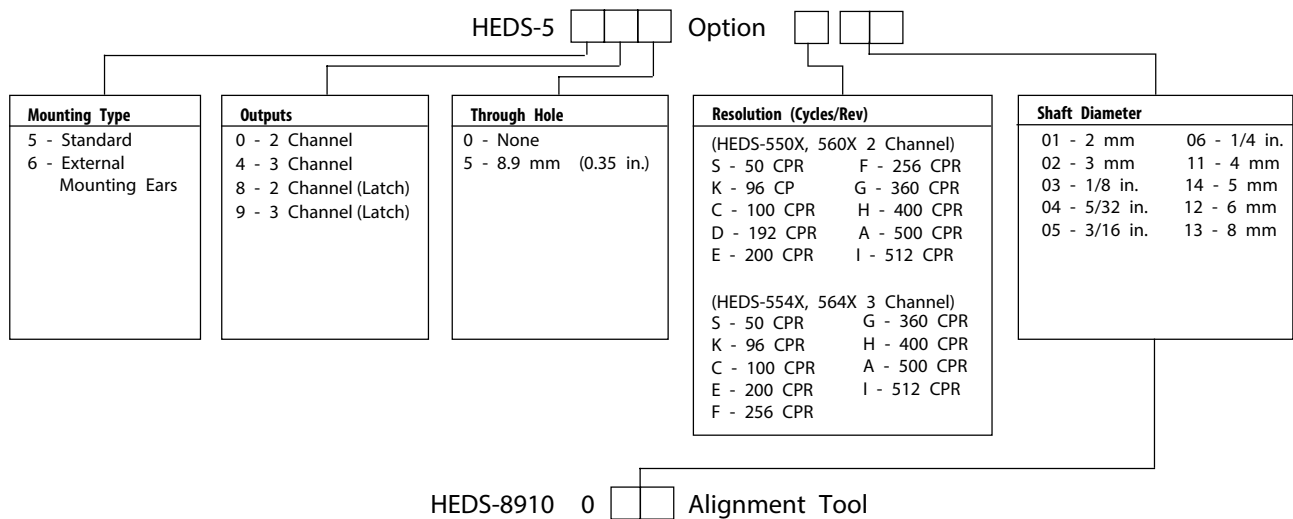 HEDS-5 Option
Mounting Type
5 - Standard
6 - External
Mounting Ears
Outputs
0 - 2 Channel
4 - 3 Channel
8 - 2 Channel (Latch)
9 - 3 Channel (Latch)
Through Hole
0 - None
5 - 8.9 mm (0.35 in.)
Resolution (Cycles/Rev)
(HEDS-550X, 560X 2 Channel)
S - 50 CPR F - 256 CPR
K - 96 CP G - 360 CPR
C - 100 CPR H - 400 CPR
D - 192 CPR A - 500 CPR
E - 200 CPR I - 512 CPR
(HEDS-554X, 564X 3 Channel)
S - 50 CPR G - 360 CPR
K - 96 CPR H - 400 CPR
C - 100 CPR A - 500 CPR
E - 200 CPR I - 512 CPR
F - 256 CPR
Shaft Diameter
01 - 2 mm 06 - 1/4 in.
02 - 3 mm 11 - 4 mm
03 - 1/8 in. 14 - 5 mm
04 - 5/32 in. 12 - 6 mm
05 - 3/16 in. 13 - 8 mm
HEDS-8910 0 Alignment Tool